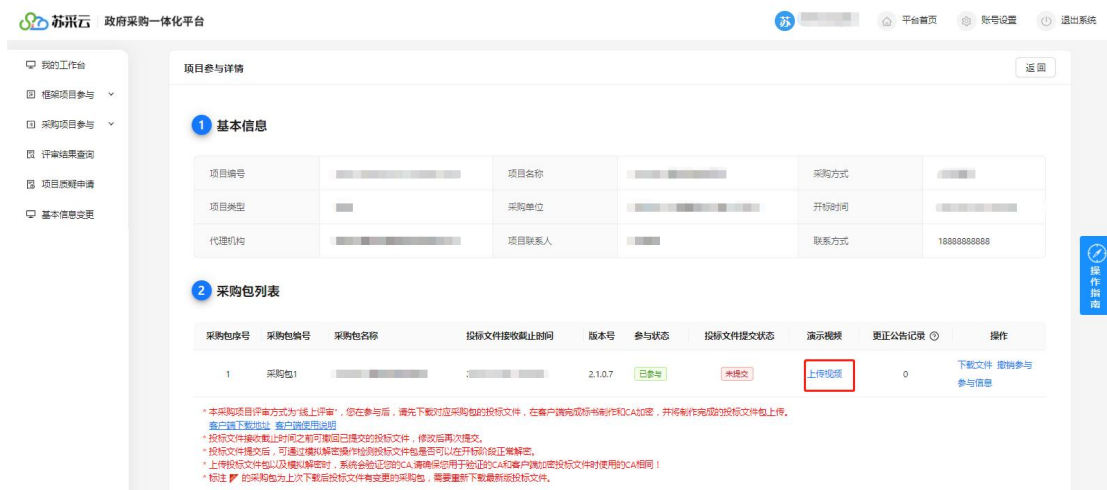 苏采云 政府采购一体化平台
苏
平台首页 账号设置 退出系统
我的工作台
框架项目参与
采购项目参与
评审结果查询
项目质疑申请
基本信息变更
项目参与详情
返回
1 基本信息
项目编号 项目名称 采购方式
项目类型 采购单位 开标时间
代理机构 项目联系人 联系方式 18888888888
操作指南
2 采购包列表
采购包序号 采购包编号 采购包名称 投标文件接收截止时间 版本号 参与状态 投标文件提交状态 演示视频 更正公告记录 操作
1 采购包1 2.1.0.7 已参与 未提交 上传视频 0 下载文件 撤销参与
参与信息
* 本采购项目评审方式为"线上评审"，您在参与后，请先下载对应采购包的投标文件，在客户端完成标书制作和CA加密，并将制作完成的投标文件包上传。
客户端下载地址 客户端使用说明
* 投标文件接收截止时间之前可撤回已提交的投标文件，修改后再次提交。
* 投标文件提交后，可通过模拟解密操作检测投标文件包是否可以在开标阶段正常解密。
* 上传投标文件包以及模拟解密时，系统会验证您的CA,请确保您用于验证的CA和客户端加密投标文件时使用的CA相同！
* 标注 的采购包为上次下载后投标文件有变更的采购包，需要重新下载最新版投标文件。